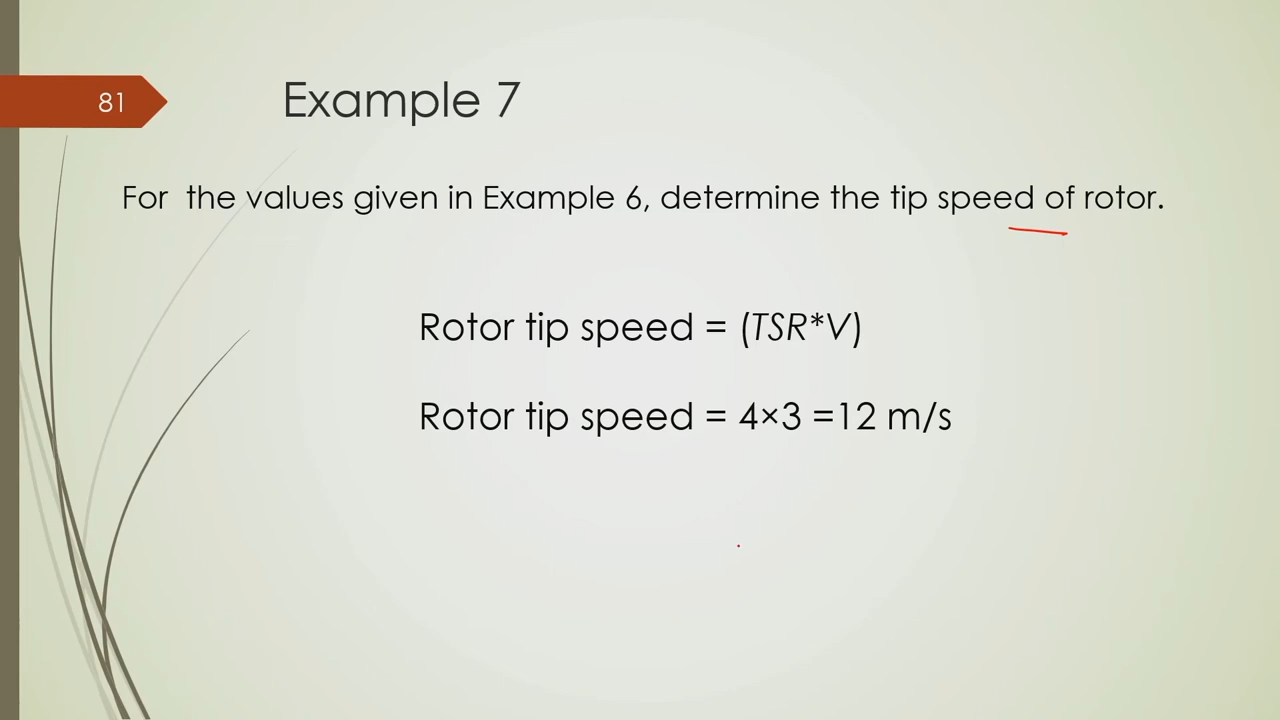 81
Example 7
For the values given in Example 6, determine the tip speed of rotor.
Rotor tip speed = (TSR*V)
Rotor tip speed = 4×3 =12 m/s